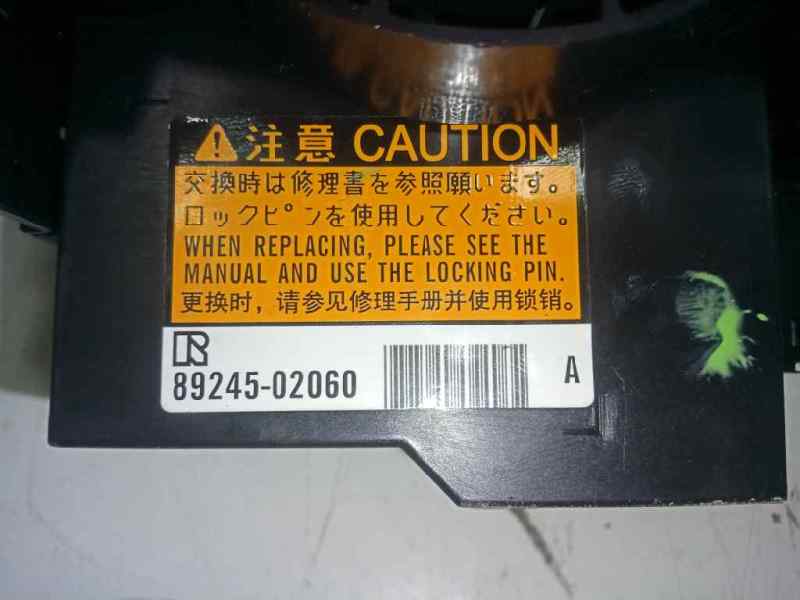 注意 CAUTION
交換時は修理書を参照願います。
ロックピンを使用してください。
WHEN REPLACING, PLEASE SEE THE
MANUAL AND USE THE LOCKING PIN.
更换时，请参见修理手册并使用锁销。
R
89245-02060 A